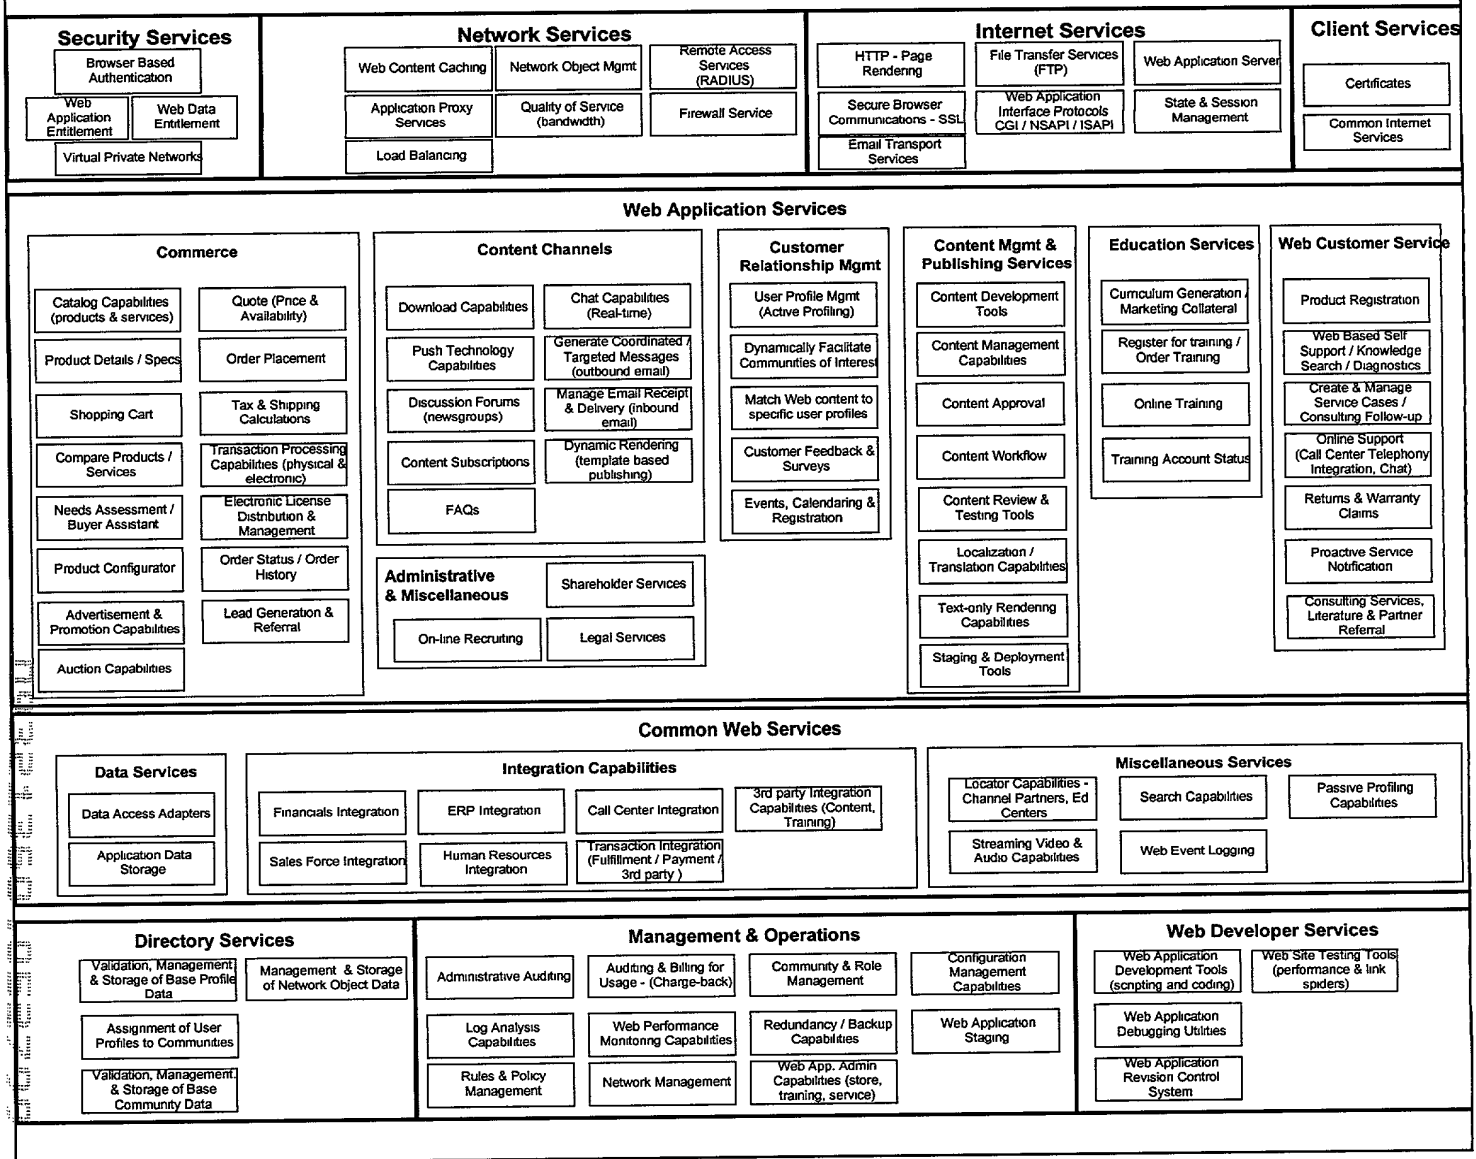 Security Services
Browser Based
Authentication
Web
Application
Entitlement
Web Data
Entitlement
Virtual Private Networks
Network Services
Web Content Caching
Network Object Mgmt
Remote Access
Services
(RADIUS)
Application Proxy
Services
Quality of Service
(bandwidth)
Firewall Service
Load Balancing
Internet Services
HTTP - Page
Rendering
File Transfer Services
(FTP)
Web Application Server
Secure Browser
Communications - SSL
Web Application
Interface Protocols
CGI / NSAPI / ISAPI
State & Session
Management
Email Transport
Services
Client Services
Certificates
Common Internet
Services
Web Application Services
Commerce
Catalog Capabilities
(products & services)
Quote (Price &
Availability)
Product Details / Specs
Order Placement
Shopping Cart
Tax & Shipping
Calculations
Compare Products /
Services
Transaction Processing
Capabilities (physical &
electronic)
Needs Assessment /
Buyer Assistant
Electronic License
Distribution &
Management
Product Configurator
Order Status / Order
History
Advertisement &
Promotion Capabilities
Lead Generation &
Referral
Auction Capabilities
Content Channels
Download Capabilities
Chat Capabilities
(Real-time)
Push Technology
Capabilities
Generate Coordinated /
Targeted Messages
(outbound email)
Discussion Forums
(newsgroups)
Manage Email Receipt
& Delivery (inbound
email)
Content Subscriptions
Dynamic Rendering
(template based
publishing)
FAQs
Administrative
& Miscellaneous
Shareholder Services
On-line Recruiting
Legal Services
Customer
Relationship Mgmt
User Profile Mgmt
(Active Profiling)
Dynamically Facilitate
Communities of Interest
Match Web content to
specific user profiles
Customer Feedback &
Surveys
Events, Calendaring &
Registration
Content Mgmt &
Publishing Services
Content Development
Tools
Content Management
Capabilities
Content Approval
Content Workflow
Content Review &
Testing Tools
Localization /
Translation Capabilities
Text-only Rendering
Capabilities
Staging & Deployment
Tools
Education Services
Curriculum Generation /
Marketing Collateral
Register for training /
Order Training
Online Training
Training Account Status
Web Customer Service
Product Registration
Web Based Self
Support / Knowledge
Search / Diagnostics
Create & Manage
Service Cases /
Consulting Follow-up
Online Support
(Call Center Telephony
Integration, Chat)
Returns & Warranty
Claims
Proactive Service
Notification
Consulting Services,
Literature & Partner
Referral
Common Web Services
Data Services
Data Access Adapters
Application Data
Storage
Integration Capabilities
Financials Integration
ERP Integration
Call Center Integration
3rd party Integration
Capabilities (Content,
Training)
Sales Force Integration
Human Resources
Integration
Transaction Integration
(Fulfillment / Payment /
3rd party )
Miscellaneous Services
Locator Capabilities -
Channel Partners, Ed
Centers
Search Capabilities
Passive Profiling
Capabilities
Streaming Video &
Audio Capabilities
Web Event Logging
Directory Services
Validation, Management
& Storage of Base Profile
Data
Management & Storage
of Network Object Data
Assignment of User
Profiles to Communities
Validation, Management.
& Storage of Base
Community Data
Management & Operations
Administrative Auditing
Auditing & Billing for
Usage - (Charge-back)
Community & Role
Management
Configuration
Management
Capabilities
Log Analysis
Capabilities
Web Performance
Monitoring Capabilities
Redundancy / Backup
Capabilities
Web Application
Staging
Rules & Policy
Management
Network Management
Web App. Admin
Capabilities (store,
training, service)
Web Developer Services
Web Application
Development Tools
(scripting and coding)
Web Site Testing Tools
(performance & link
spiders)
Web Application
Debugging Utilities
Web Application
Revision Control
System